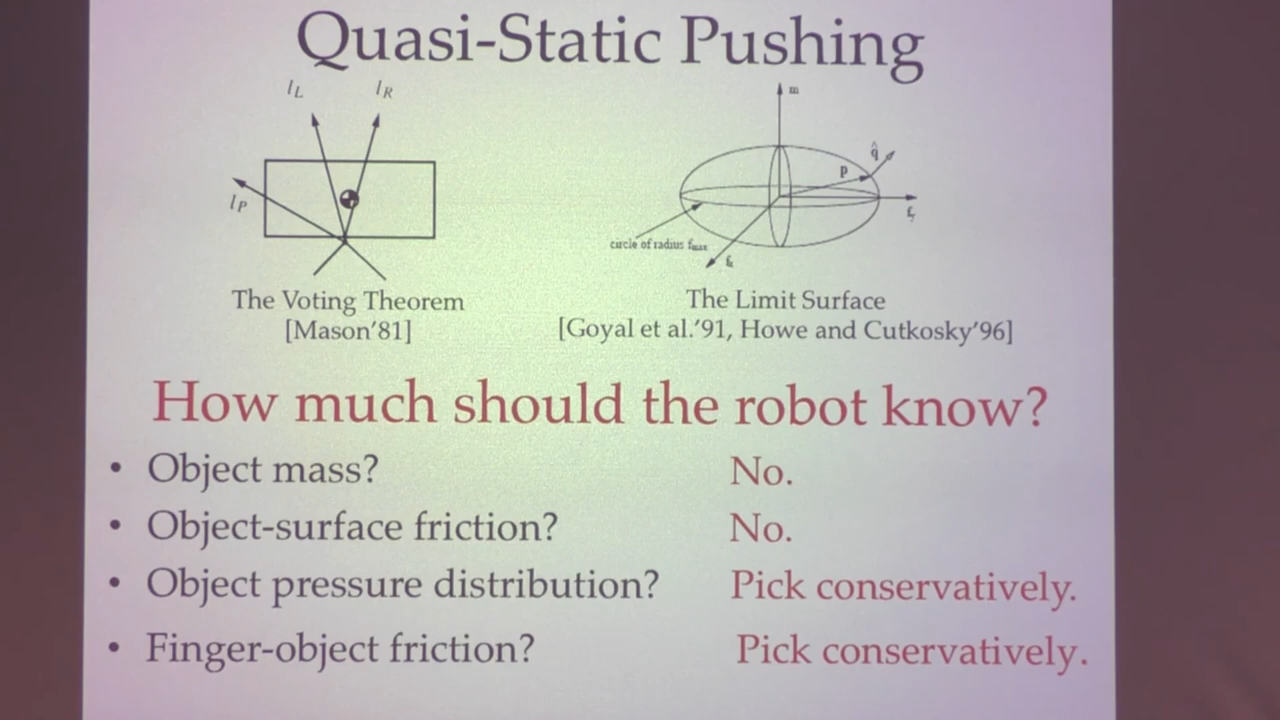 Quasi-Static Pushing
l_L l_R
m
q̂
p
l_P
f_y
circle of radius f_max
f_x
The Voting Theorem
[Mason'81]
The Limit Surface
[Goyal et al.'91, Howe and Cutkosky'96]
How much should the robot know?
• Object mass? No.
• Object-surface friction? No.
• Object pressure distribution? Pick conservatively.
• Finger-object friction? Pick conservatively.